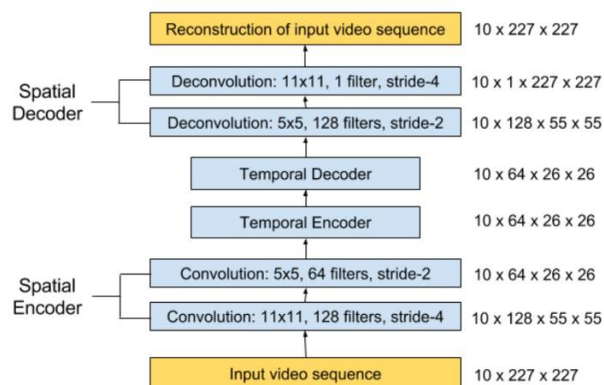 Reconstruction of input video sequence 10 x 227 x 227
Deconvolution: 11x11, 1 filter, stride-4 10 x 1 x 227 x 227
Spatial
Decoder
Deconvolution: 5x5, 128 filters, stride-2 10 x 128 x 55 x 55
Temporal Decoder 10 x 64 x 26 x 26
Temporal Encoder 10 x 64 x 26 x 26
Convolution: 5x5, 64 filters, stride-2 10 x 64 x 26 x 26
Spatial
Encoder
Convolution: 11x11, 128 filters, stride-4 10 x 128 x 55 x 55
Input video sequence 10 x 227 x 227